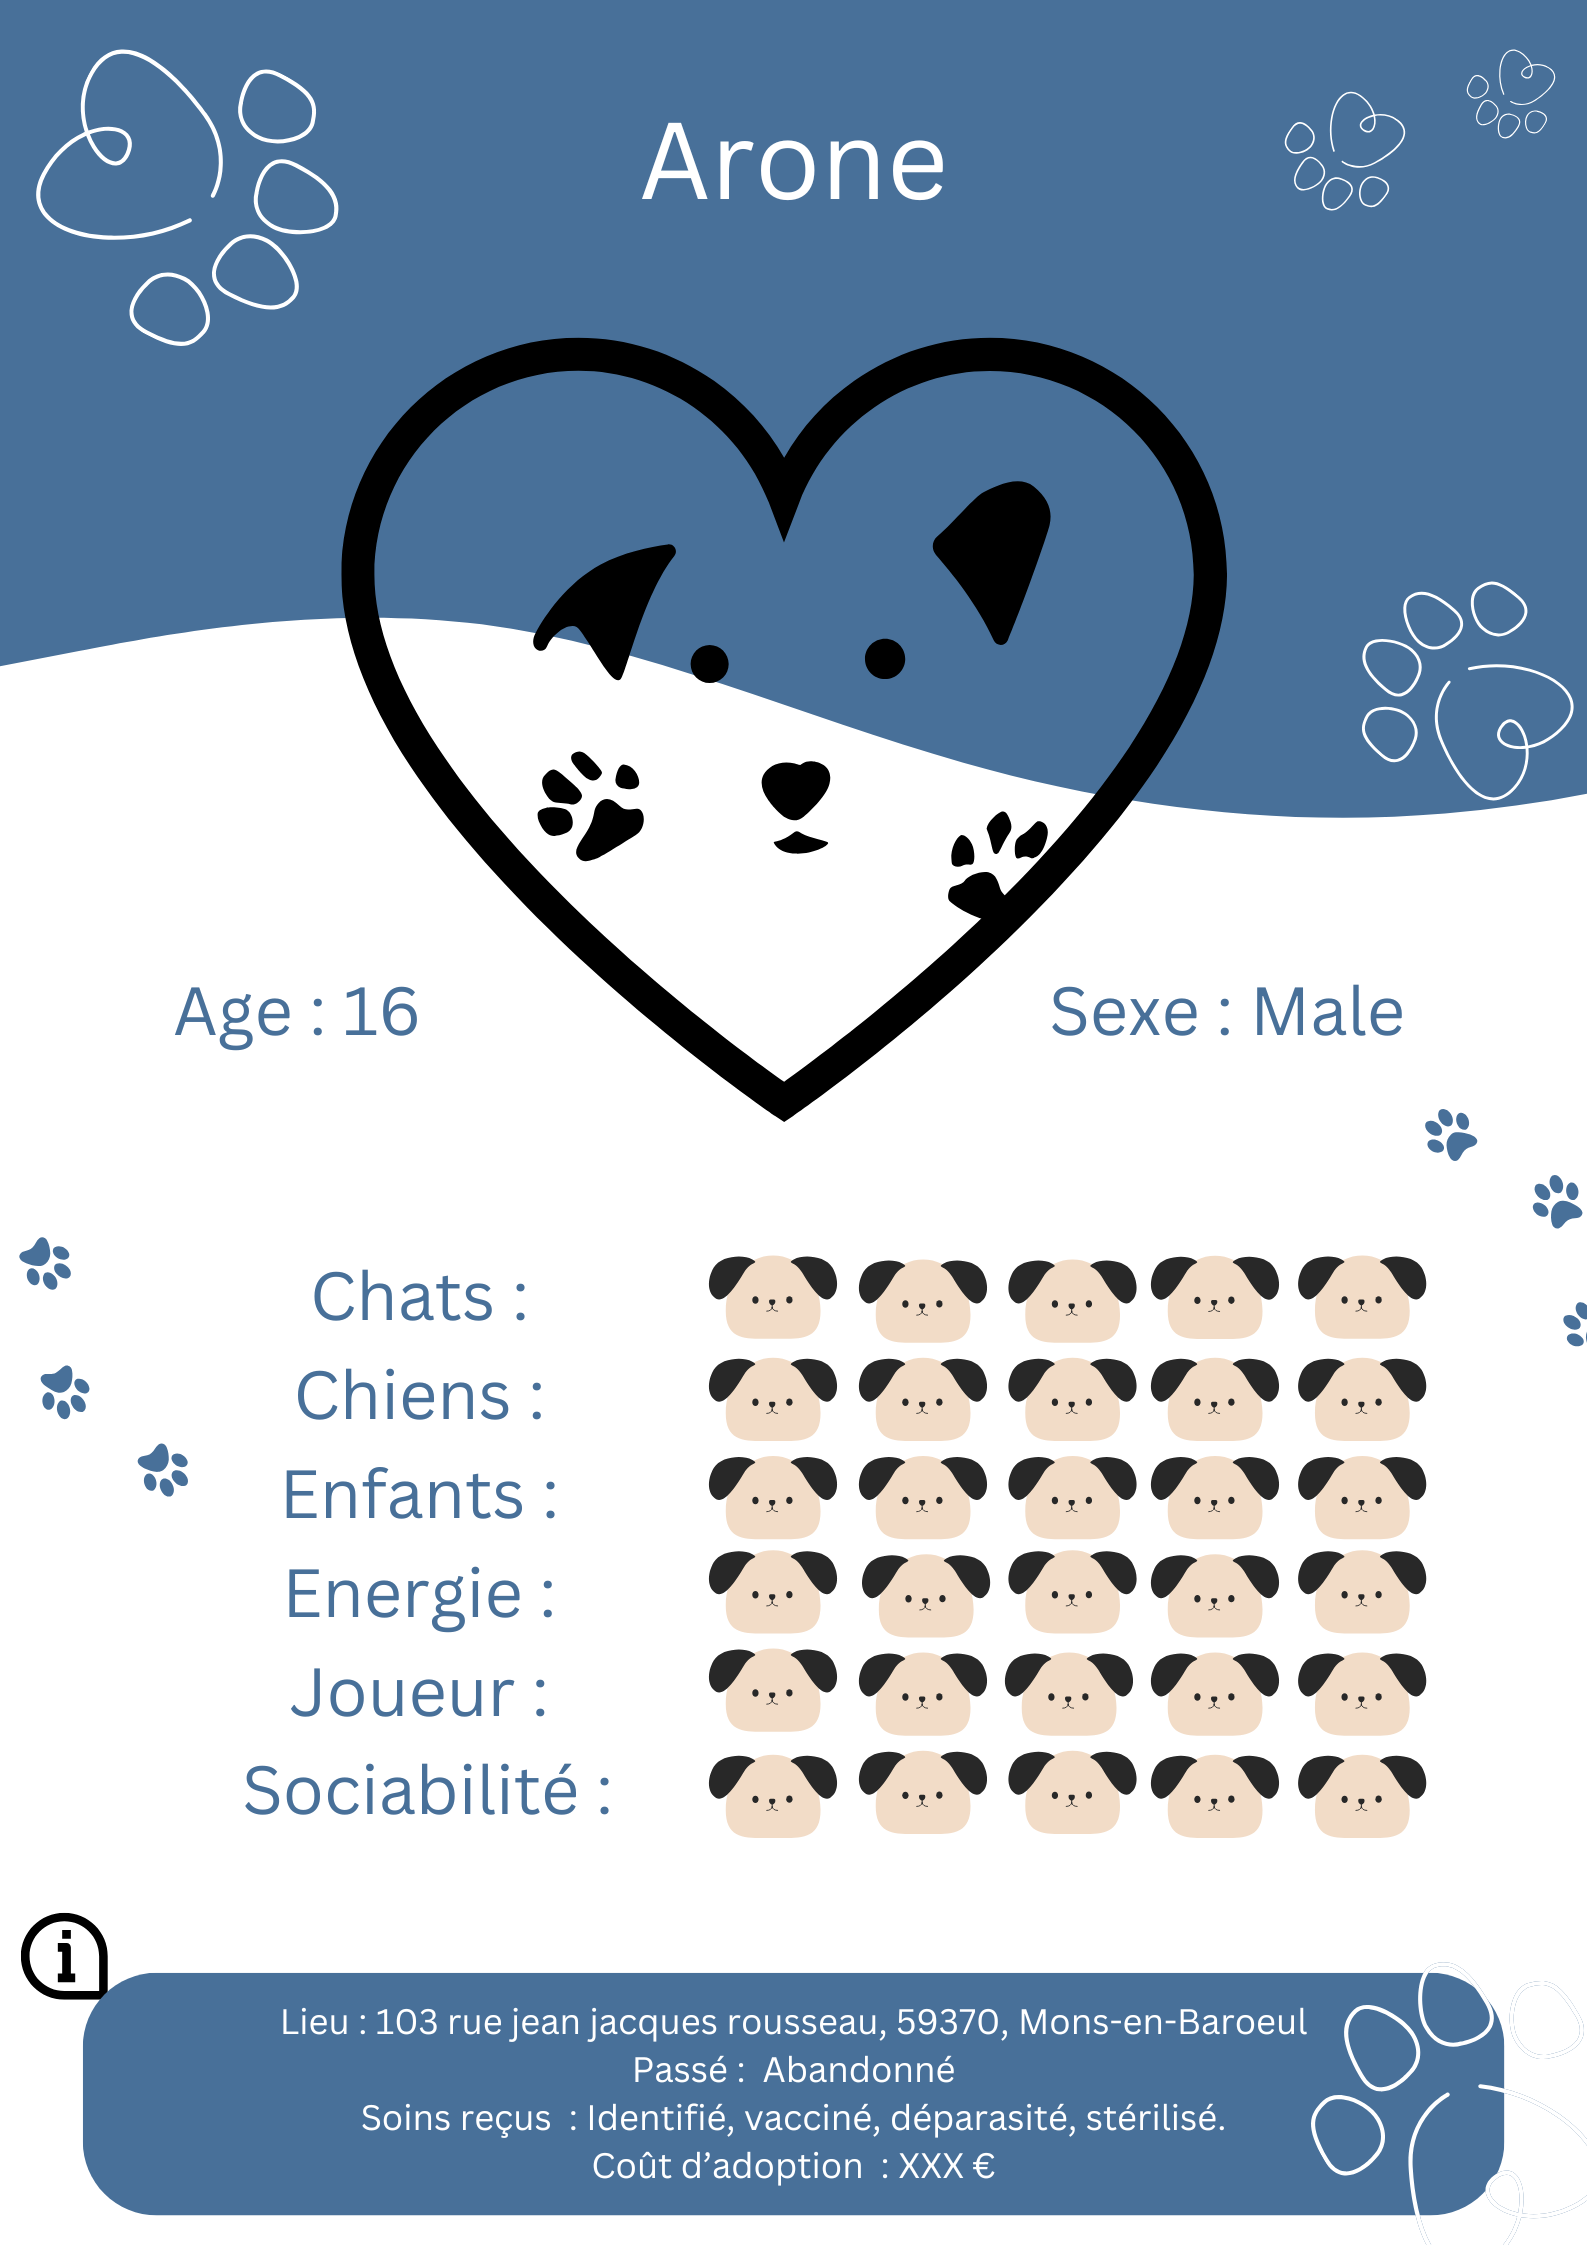 Arone
Age : 16
Sexe : Male
Chats :
Chiens :
Enfants :
Energie :
Joueur :
Sociabilité :
i
Lieu : 103 rue jean jacques rousseau, 59370, Mons-en-Baroeul
Passé :  Abandonné
Soins reçus  : Identifié, vacciné, déparasité, stérilisé.
Coût d’adoption  : XXX €